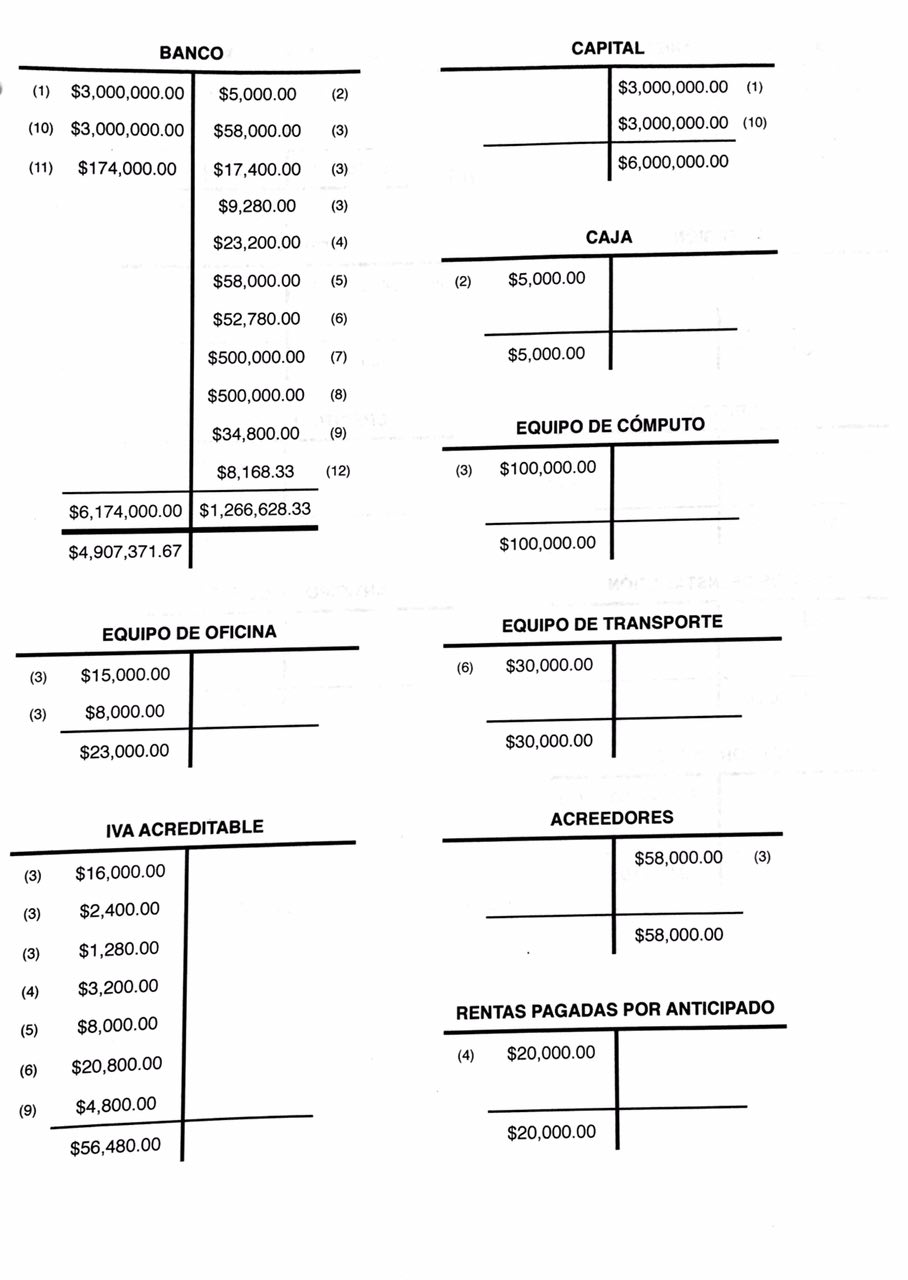 BANCO
(1) $3,000,000.00 $5,000.00 (2)
(10) $3,000,000.00 $58,000.00 (3)
(11) $174,000.00 $17,400.00 (3)
$9,280.00 (3)
$23,200.00 (4)
$58,000.00 (5)
$52,780.00 (6)
$500,000.00 (7)
$500,000.00 (8)
$34,800.00 (9)
$8,168.33 (12)
$6,174,000.00 $1,266,628.33
$4,907,371.67
CAPITAL
$3,000,000.00 (1)
$3,000,000.00 (10)
$6,000,000.00
CAJA
(2) $5,000.00
$5,000.00
EQUIPO DE CÓMPUTO
(3) $100,000.00
$100,000.00
EQUIPO DE OFICINA
(3) $15,000.00
(3) $8,000.00
$23,000.00
EQUIPO DE TRANSPORTE
(6) $30,000.00
$30,000.00
IVA ACREDITABLE
(3) $16,000.00
(3) $2,400.00
(3) $1,280.00
(4) $3,200.00
(5) $8,000.00
(6) $20,800.00
(9) $4,800.00
$56,480.00
ACREEDORES
$58,000.00 (3)
$58,000.00
RENTAS PAGADAS POR ANTICIPADO
(4) $20,000.00
$20,000.00